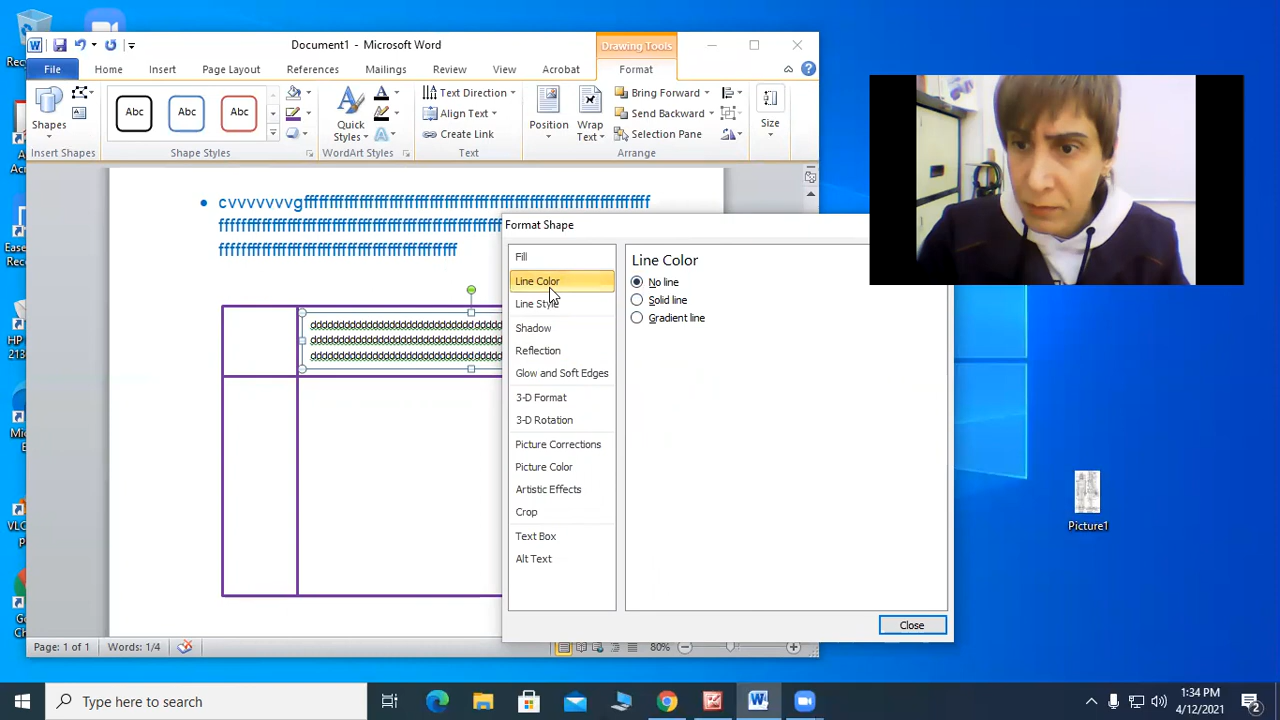 Document1 - Microsoft Word
Drawing Tools
File Home Insert Page Layout References Mailings Review View Acrobat Format
Shapes
Abc Abc Abc
Quick Styles
Text Direction
Align Text
Create Link
Position
Wrap Text
Bring Forward
Send Backward
Selection Pane
Size
Insert Shapes Shape Styles WordArt Styles Text Arrange
Format Shape
Fill
Line Color
Line Style
Shadow
Reflection
Glow and Soft Edges
3-D Format
3-D Rotation
Picture Corrections
Picture Color
Artistic Effects
Crop
Text Box
Alt Text
Line Color
No line
Solid line
Gradient line
Close
Page: 1 of 1 Words: 1/4 80%
Picture1
Type here to search
1:34 PM
4/12/2021
2